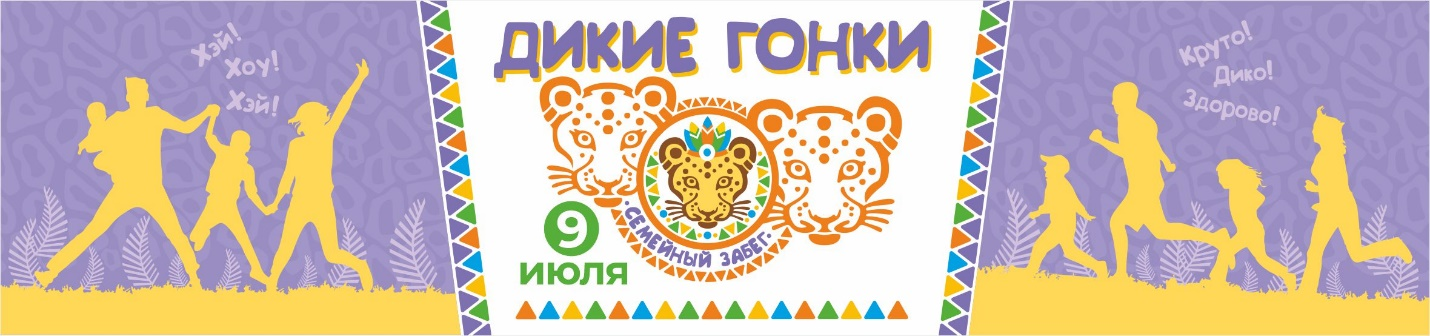 Хэй!
Хоу!
Хэй!
ДИКИЕ ГОНКИ
9
ИЮЛЯ
·СЕМЕЙНЫЙ ЗАБЕГ·
Круто!
Дико!
Здорово!